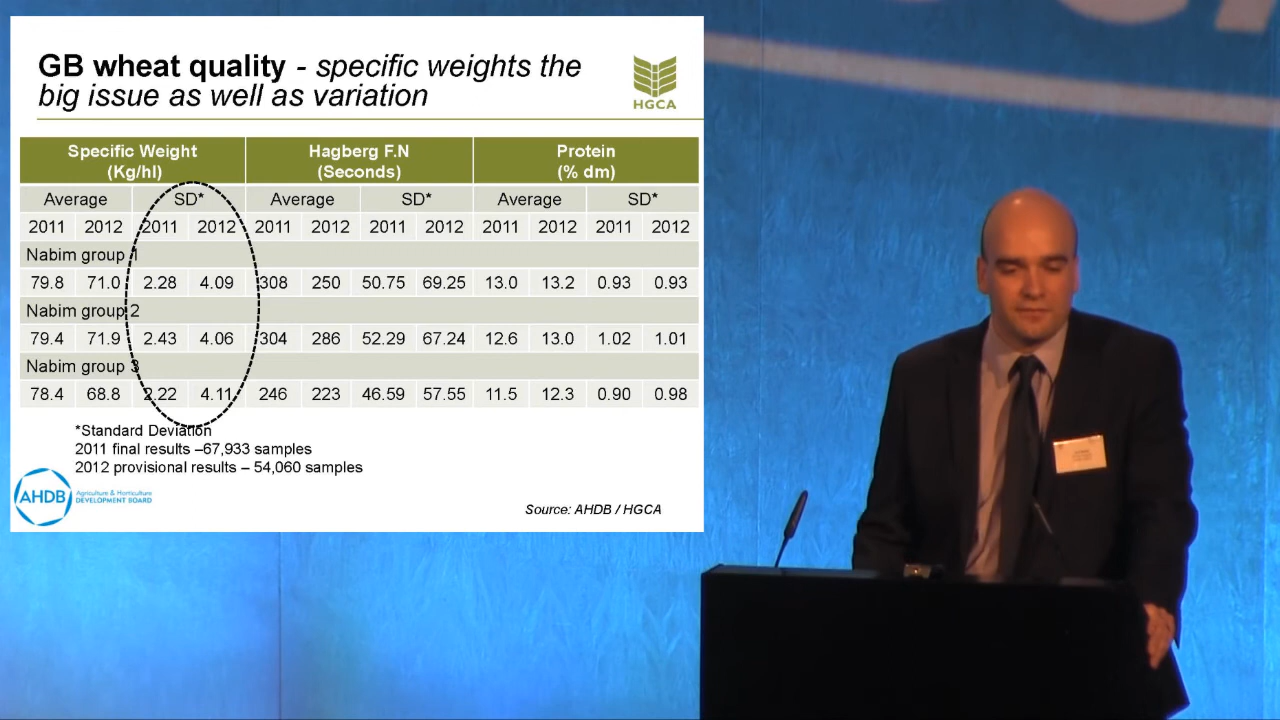 GB wheat quality - specific weights the
big issue as well as variation
HGCA
Specific Weight
(Kg/hl)
Hagberg F.N
(Seconds)
Protein
(% dm)
Average SD* Average SD* Average SD*
2011 2012 2011 2012 2011 2012 2011 2012 2011 2012 2011 2012
Nabim group 1
79.8 71.0 2.28 4.09 308 250 50.75 69.25 13.0 13.2 0.93 0.93
Nabim group 2
79.4 71.9 2.43 4.06 304 286 52.29 67.24 12.6 13.0 1.02 1.01
Nabim group 3
78.4 68.8 2.22 4.11 246 223 46.59 57.55 11.5 12.3 0.90 0.98
*Standard Deviation
2011 final results –67,933 samples
2012 provisional results – 54,060 samples
AHDB
Agriculture & Horticulture
DEVELOPMENT BOARD
Source: AHDB / HGCA